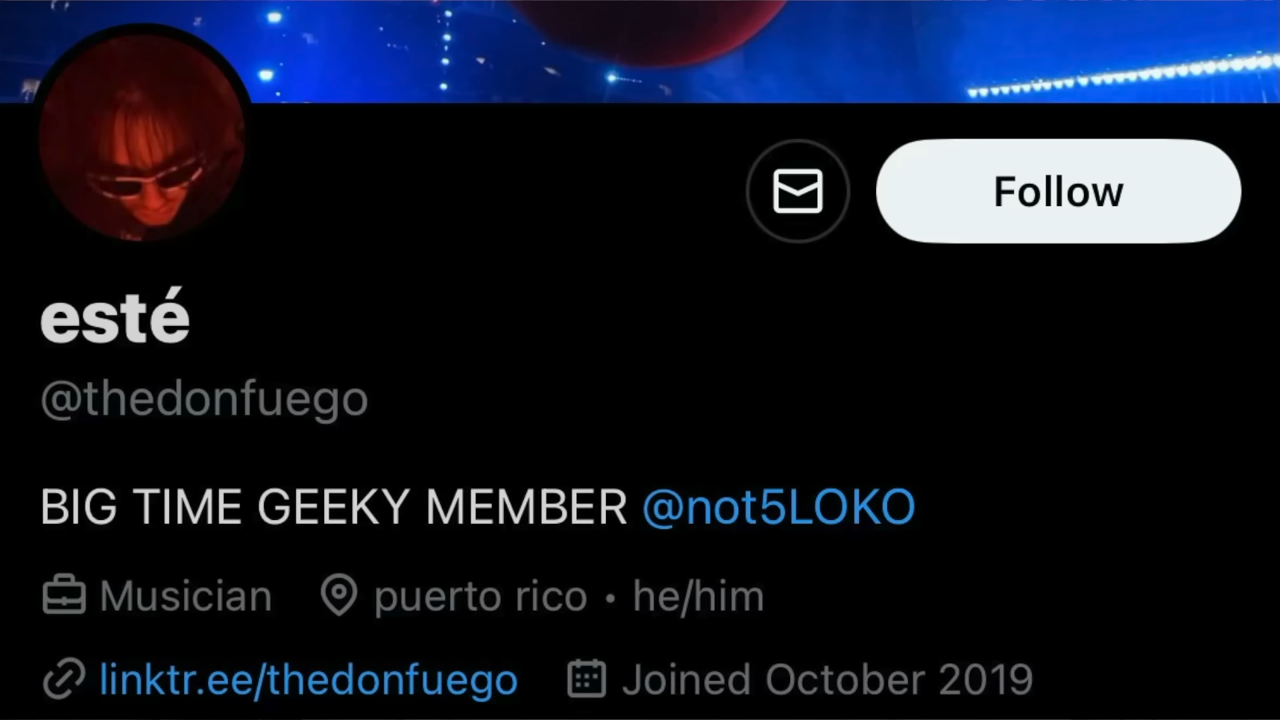 Follow
esté
@thedonfuego
BIG TIME GEEKY MEMBER @not5LOKO
Musician puerto rico • he/him
linktr.ee/thedonfuego Joined October 2019